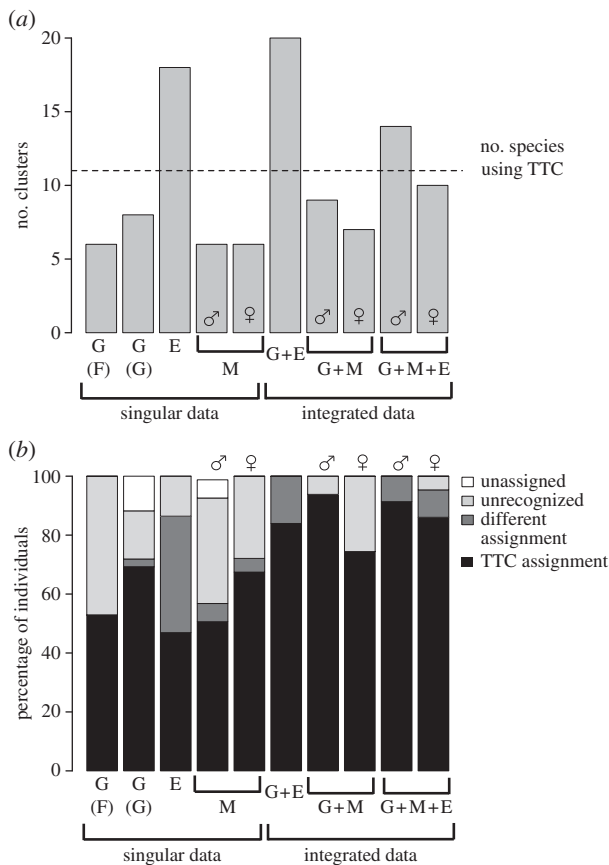 (a)
20
15
10
5
0
no. clusters
no. species
using TTC
♂ ♀ ♂ ♀ ♂ ♀
G G E G+E
(F) (G) M G+M G+M+E
singular data integrated data
(b)
♂ ♀ ♂ ♀ ♂ ♀
100
80
60
40
20
0
percentage of individuals
unassigned
unrecognized
different
assignment
TTC assignment
G G E G+E
(F) (G) M G+M G+M+E
singular data integrated data